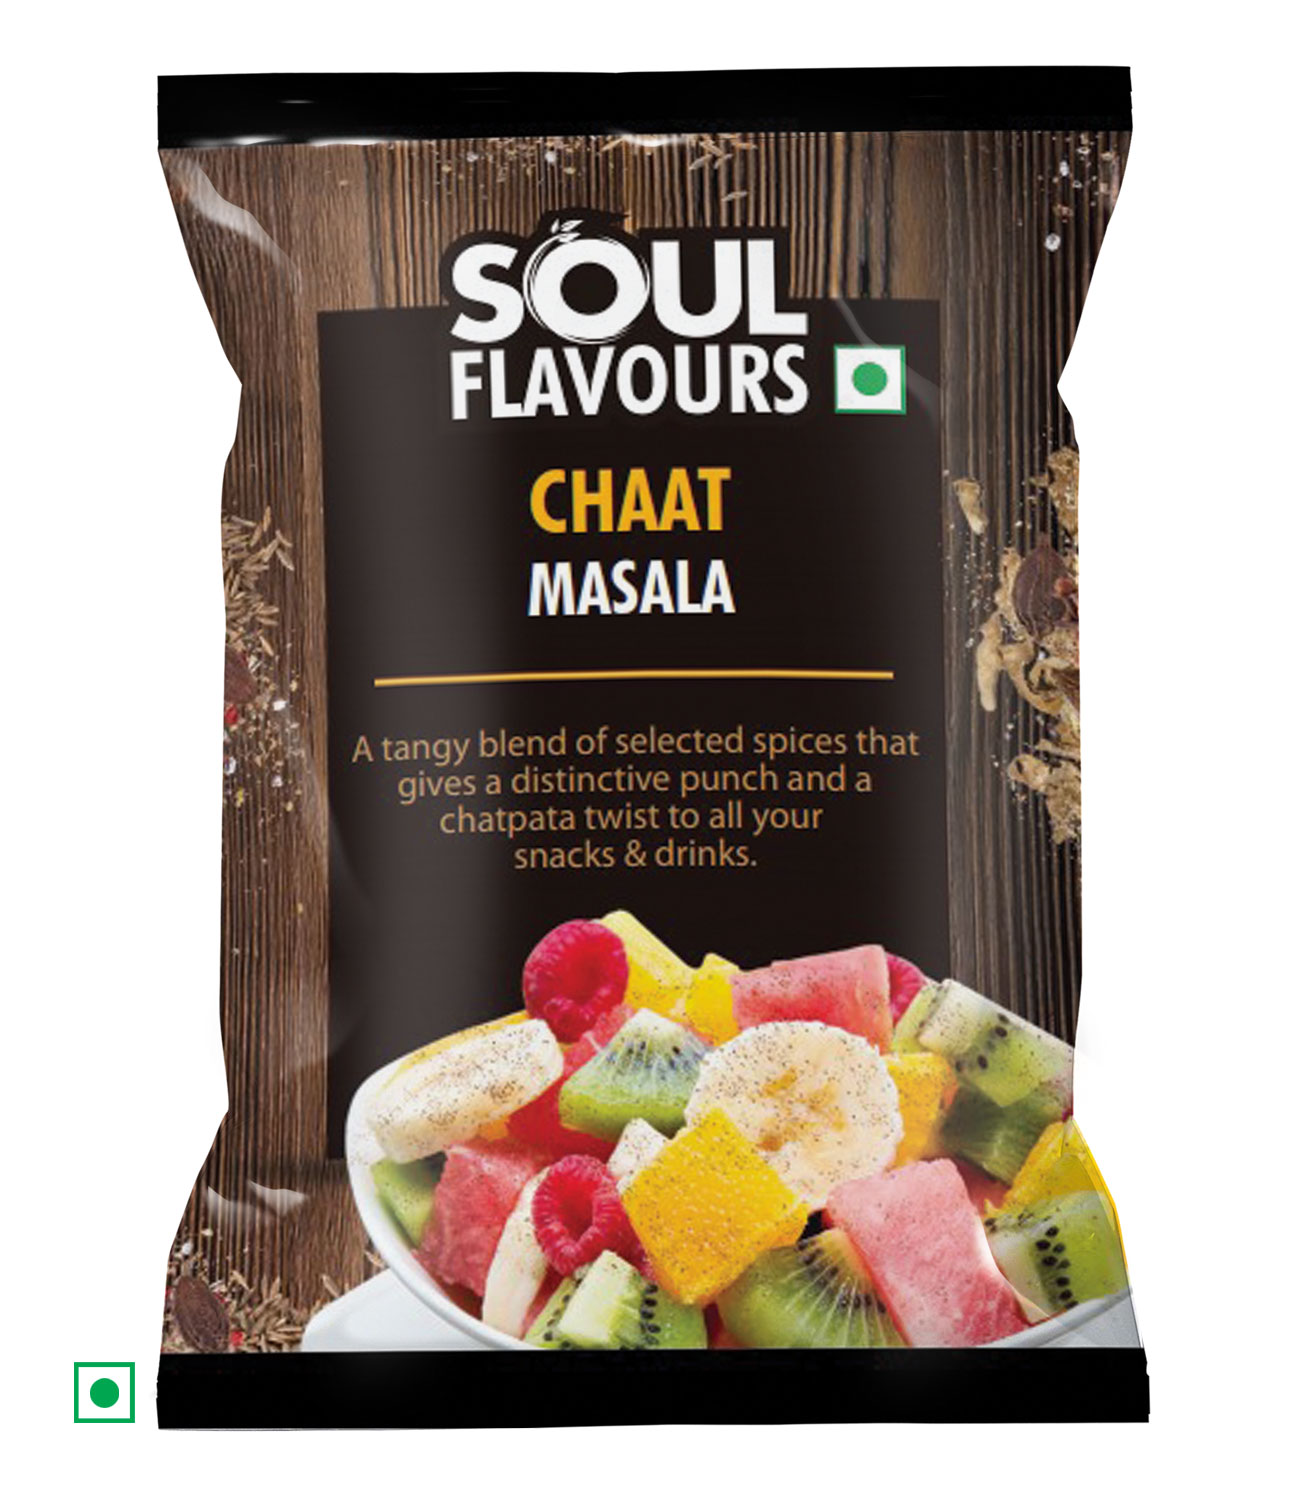 SOUL
FLAVOURS
CHAAT
MASALA
A tangy blend of selected spices that
gives a distinctive punch and a
chatpata twist to all your
snacks & drinks.